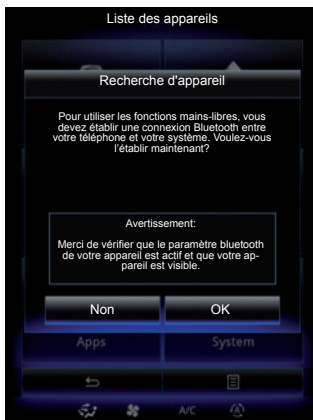 Liste des appareils
Recherche d'appareil
Pour utiliser les fonctions mains-libres, vous
devez établir une connexion Bluetooth entre
votre téléphone et votre système. Voulez-vous
l'établir maintenant?
Avertissement:
Merci de vérifier que le paramètre bluetooth
de votre appareil est actif et que votre ap-
pareil est visible.
Non OK
Apps System
A/C A